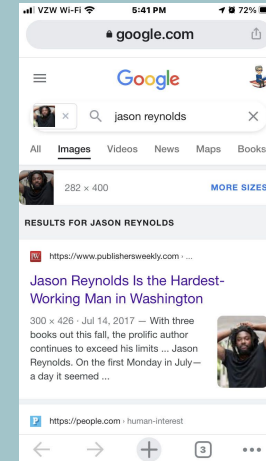 VZW Wi-Fi 5:41 PM 72%
google.com
Google
jason reynolds
All Images Videos News Maps Books
282 × 400 MORE SIZES
RESULTS FOR JASON REYNOLDS
PW https://www.publishersweekly.com › ...
Jason Reynolds Is the Hardest-
Working Man in Washington
300 × 426 · Jul 14, 2017 — With three
books out this fall, the prolific author
continues to exceed his limits ... Jason
Reynolds. On the first Monday in July—
a day it seemed ...
P https://people.com › human-interest
3